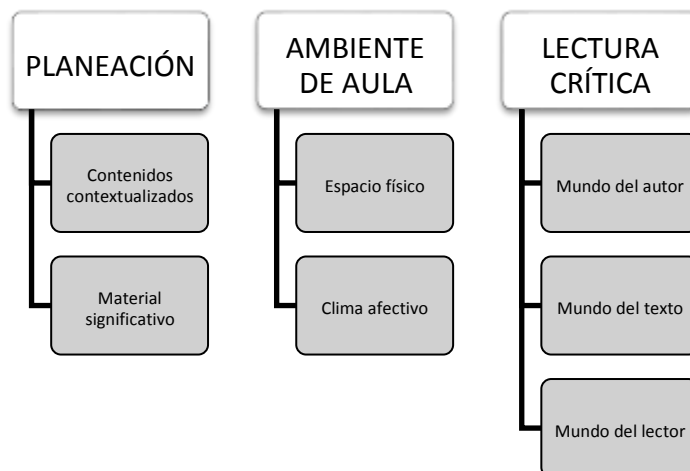 PLANEACIÓN
Contenidos
contextualizados
Material
significativo
AMBIENTE
DE AULA
Espacio físico
Clima afectivo
LECTURA
CRÍTICA
Mundo del autor
Mundo del texto
Mundo del lector